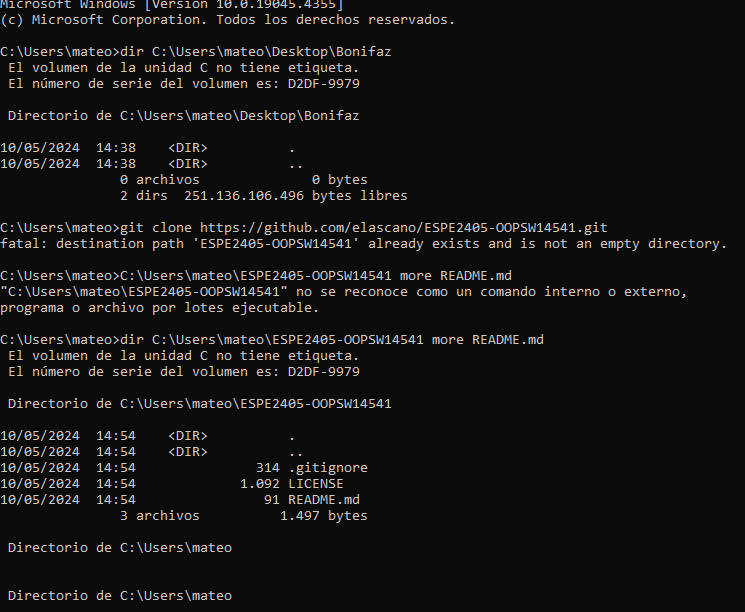 Microsoft Windows [Versión 10.0.19045.4355]
(c) Microsoft Corporation. Todos los derechos reservados.
C:\Users\mateo>dir C:\Users\mateo\Desktop\Bonifaz
 El volumen de la unidad C no tiene etiqueta.
 El número de serie del volumen es: D2DF-9979
 Directorio de C:\Users\mateo\Desktop\Bonifaz
10/05/2024  14:38    <DIR>          .
10/05/2024  14:38    <DIR>          ..
               0 archivos              0 bytes
               2 dirs  251.136.106.496 bytes libres
C:\Users\mateo>git clone https://github.com/elascano/ESPE2405-OOPSW14541.git
fatal: destination path 'ESPE2405-OOPSW14541' already exists and is not an empty directory.
C:\Users\mateo>C:\Users\mateo\ESPE2405-OOPSW14541 more README.md
"C:\Users\mateo\ESPE2405-OOPSW14541" no se reconoce como un comando interno o externo,
programa o archivo por lotes ejecutable.
C:\Users\mateo>dir C:\Users\mateo\ESPE2405-OOPSW14541 more README.md
 El volumen de la unidad C no tiene etiqueta.
 El número de serie del volumen es: D2DF-9979
 Directorio de C:\Users\mateo\ESPE2405-OOPSW14541
10/05/2024  14:54    <DIR>          .
10/05/2024  14:54    <DIR>          ..
10/05/2024  14:54               314 .gitignore
10/05/2024  14:54             1.092 LICENSE
10/05/2024  14:54                91 README.md
               3 archivos          1.497 bytes
 Directorio de C:\Users\mateo
 Directorio de C:\Users\mateo